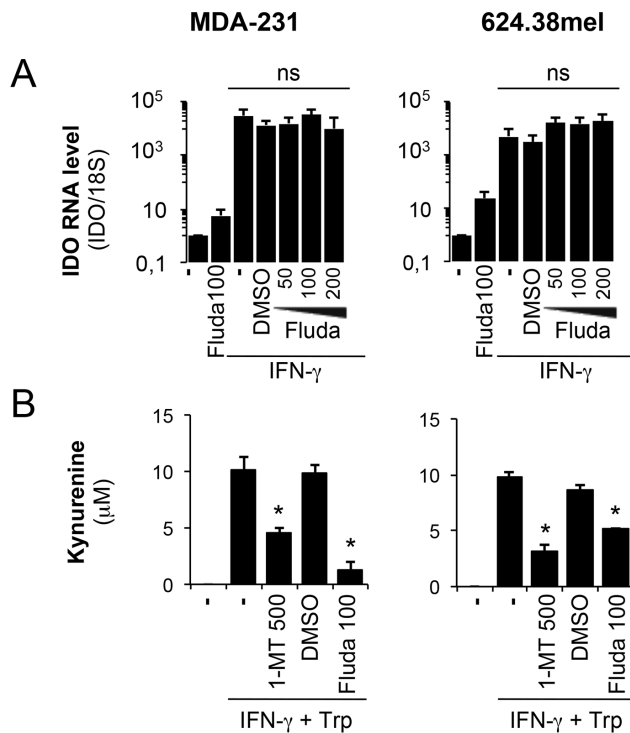 MDA-231 624.38mel
A
ns ns
IDO RNA level
(IDO/18S)
10⁵
10³
10
0,1
10⁵
10³
10
0,1
- Fluda100 - DMSO 50 100 200
Fluda
IFN-γ
- Fluda100 - DMSO 50 100 200
Fluda
IFN-γ
B
Kynurenine
(μM)
15
10
5
0
* *
15
10
5
0
* *
- - 1-MT 500 DMSO Fluda 100
IFN-γ + Trp
- - 1-MT 500 DMSO Fluda 100
IFN-γ + Trp